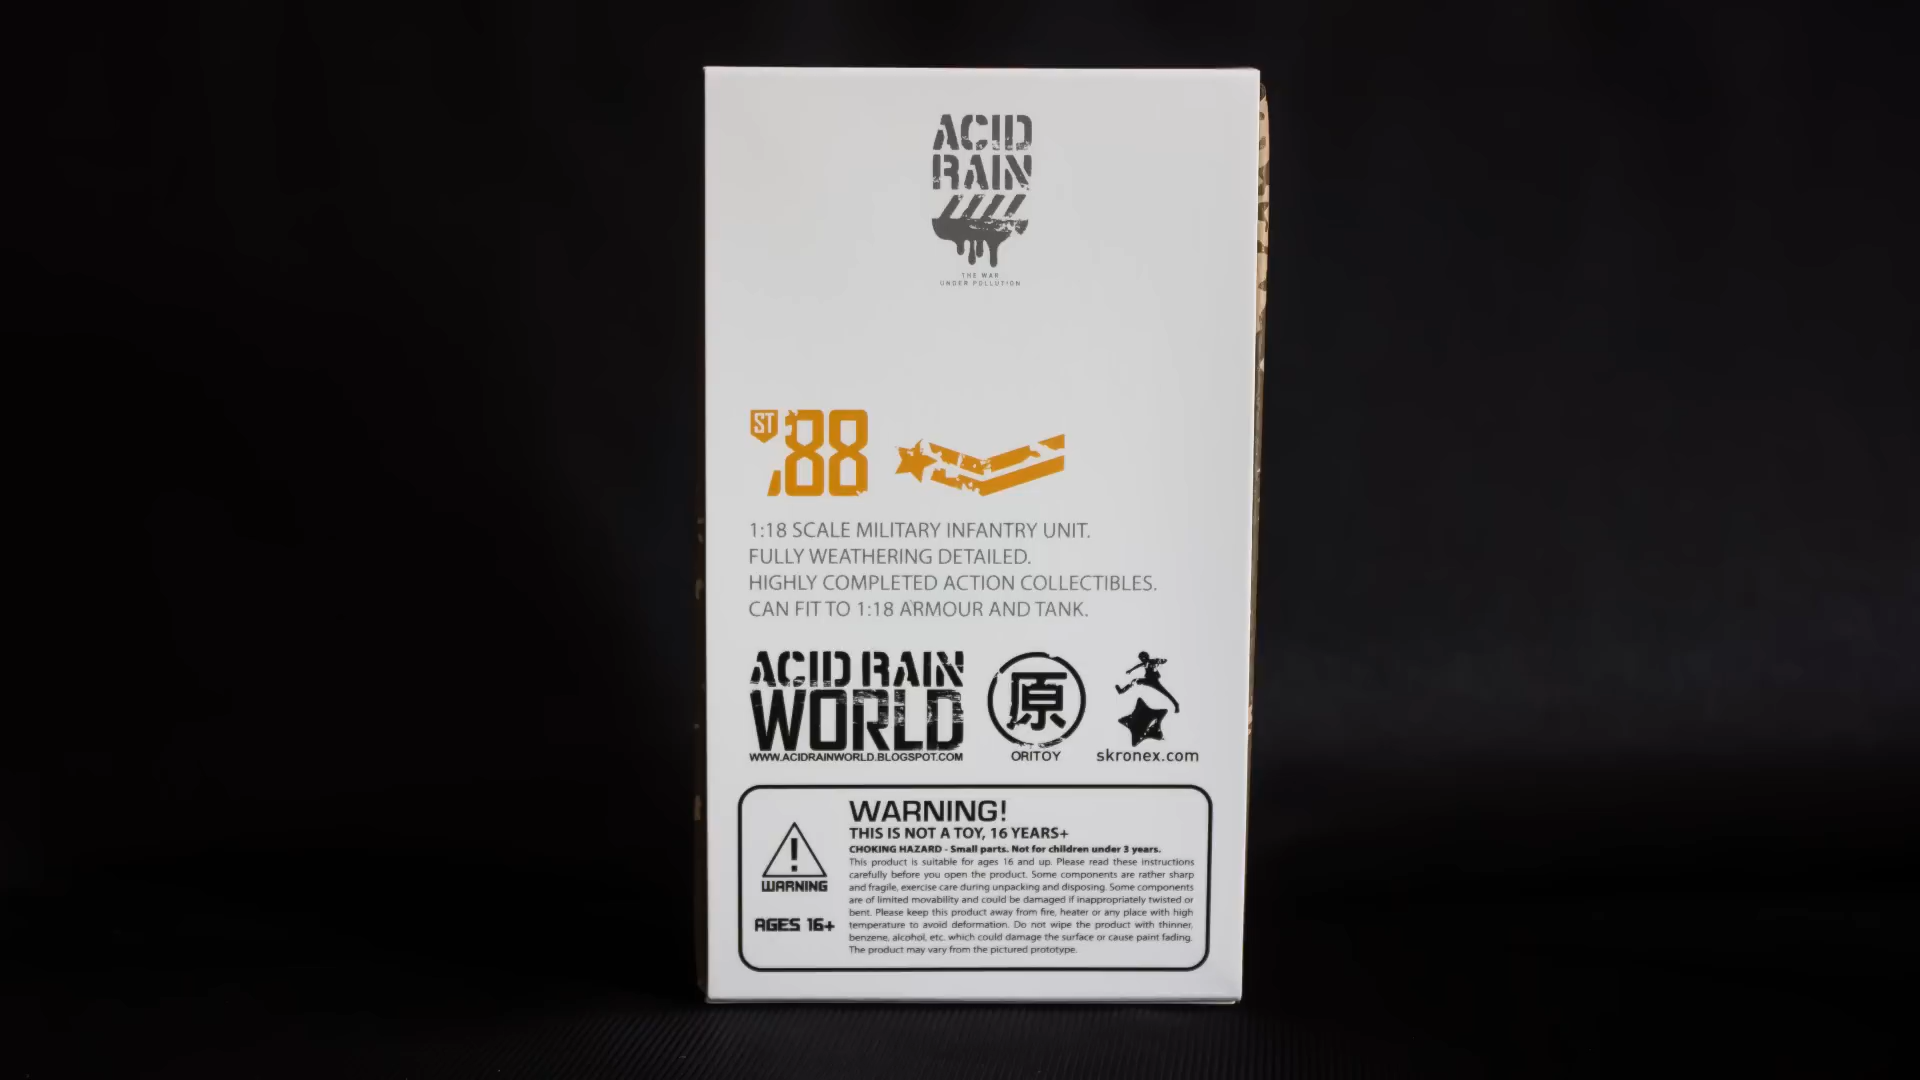 ACID
RAIN
THE WAR
UNDER POLLUTION
ST
88
1:18 SCALE MILITARY INFANTRY UNIT.
FULLY WEATHERING DETAILED.
HIGHLY COMPLETED ACTION COLLECTIBLES.
CAN FIT TO 1:18 ARMOUR AND TANK.
ACID RAIN
WORLD
WWW.ACIDRAINWORLD.BLOGSPOT.COM
原
ORITOY
skronex.com
WARNING
AGES 16+
WARNING!
THIS IS NOT A TOY, 16 YEARS+
CHOKING HAZARD - Small parts. Not for children under 3 years.
This product is suitable for ages 16 and up. Please read these instructions
carefully before you open the product. Some components are rather sharp
and fragile, exercise care during unpacking and disposing. Some components
are of limited movability and could be damaged if inappropriately twisted or
bent. Please keep this product away from fire, heater or any place with high
temperature to avoid deformation. Do not wipe the product with thinner,
benzene, alcohol, etc. which could damage the surface or cause paint fading.
The product may vary from the pictured prototype.